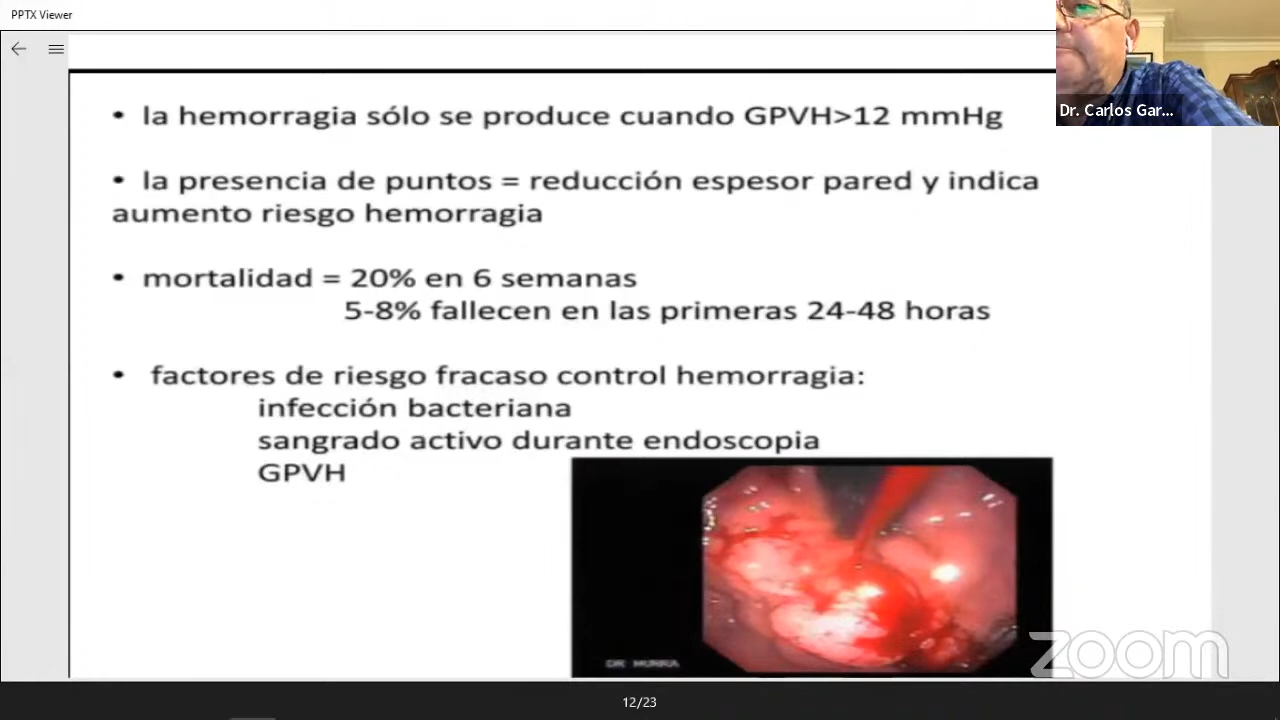 PPTX Viewer
Dr. Carlos Gar...
• la hemorragia sólo se produce cuando GPVH>12 mmHg
• la presencia de puntos = reducción espesor pared y indica
aumento riesgo hemorragia
• mortalidad = 20% en 6 semanas
5-8% fallecen en las primeras 24-48 horas
• factores de riesgo fracaso control hemorragia:
infección bacteriana
sangrado activo durante endoscopia
GPVH
DR MURRA
zoom
12/23